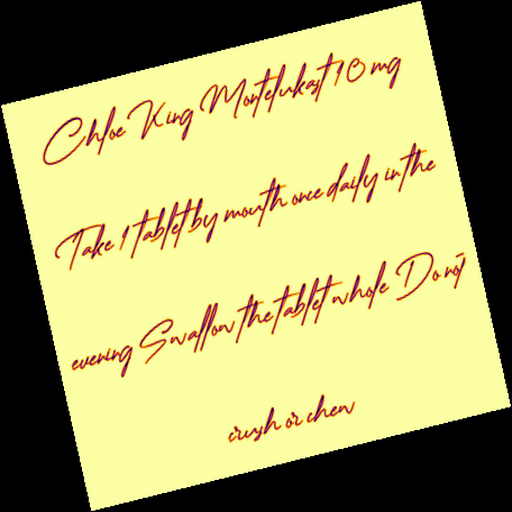 Chloe King Montelukast 10 mg
Take 1 tablet by mouth once daily in the
evening Swallow the tablet whole Do not
crush or chew